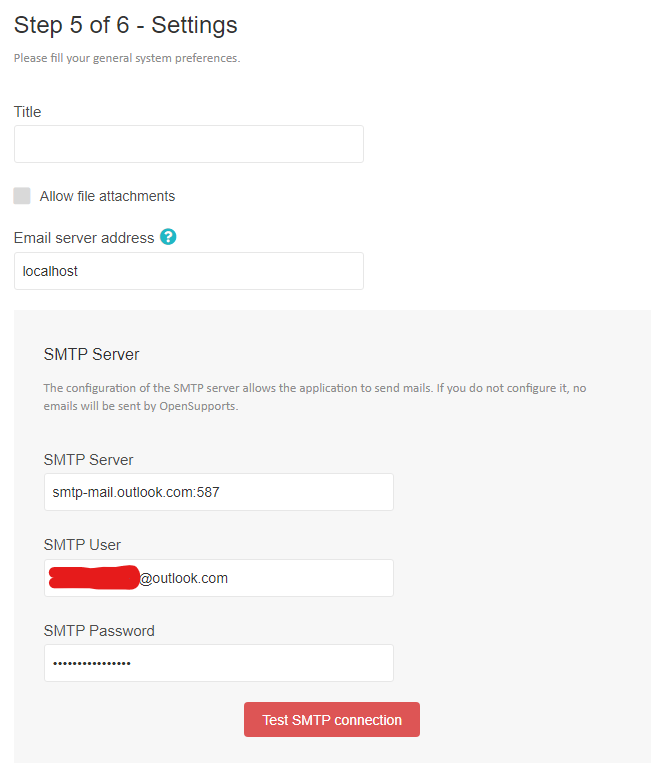 Step 5 of 6 - Settings
Please fill your general system preferences.
Title
Allow file attachments
Email server address ?
localhost
SMTP Server
The configuration of the SMTP server allows the application to send mails. If you do not configure it, no
emails will be sent by OpenSupports.
SMTP Server
smtp-mail.outlook.com:587
SMTP User
@outlook.com
SMTP Password
••••••••••••••••
Test SMTP connection